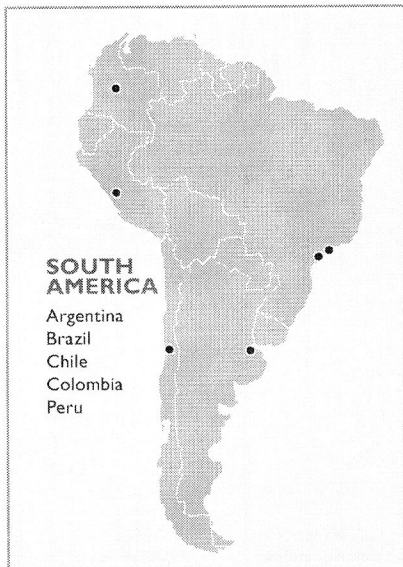 SOUTH
AMERICA
Argentina
Brazil
Chile
Colombia
Peru